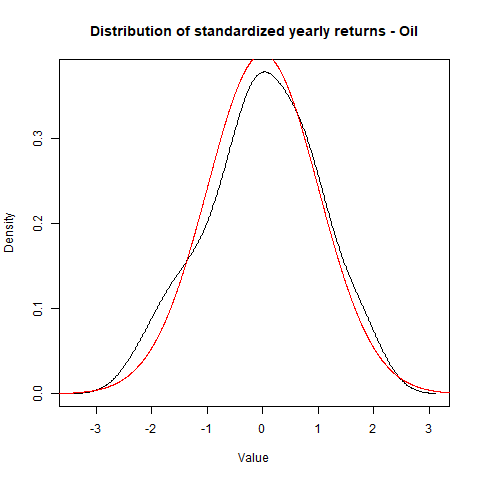 Distribution of standardized yearly returns - Oil
Density
0.3
0.2
0.1
0.0
-3 -2 -1 0 1 2 3
Value